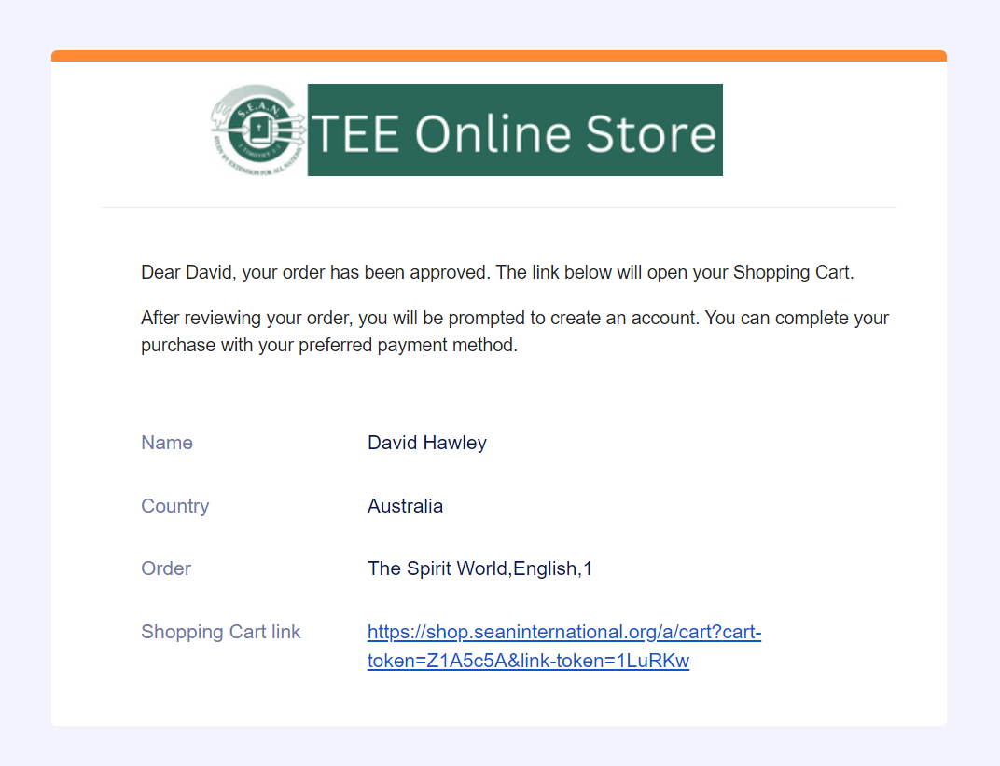 S.E.A.N.
1 TIMOTHY 2:2
STUDY BY EXTENSION FOR ALL NATIONS
TEE Online Store
Dear David, your order has been approved. The link below will open your Shopping Cart.
After reviewing your order, you will be prompted to create an account. You can complete your
purchase with your preferred payment method.
Name David Hawley
Country Australia
Order The Spirit World,English,1
Shopping Cart link https://shop.seaninternational.org/a/cart?cart-
token=Z1A5c5A&link-token=1LuRKw